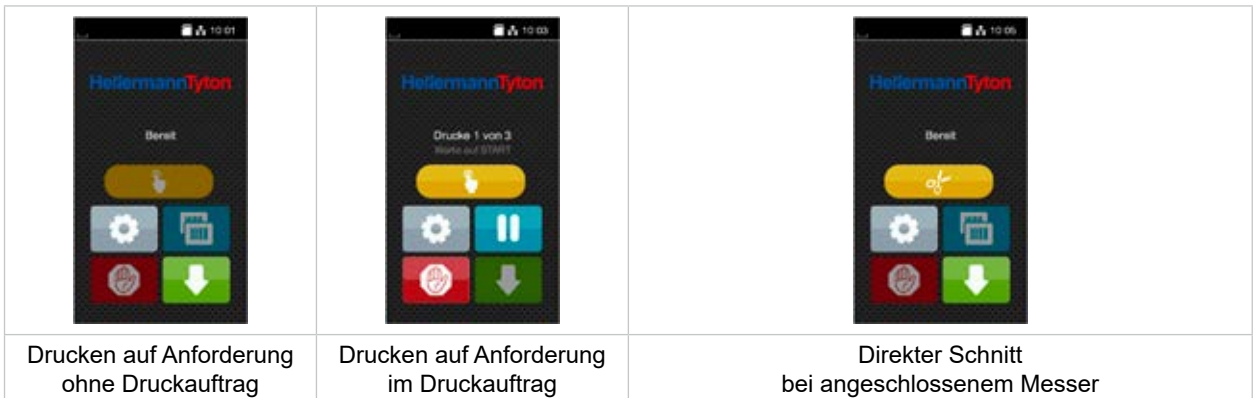 10:01
HellermannTyton
Bereit
Drucken auf Anforderung
ohne Druckauftrag
10:03
HellermannTyton
Drucke 1 von 3
Warte auf START
Drucken auf Anforderung
im Druckauftrag
10:05
HellermannTyton
Bereit
Direkter Schnitt
bei angeschlossenem Messer